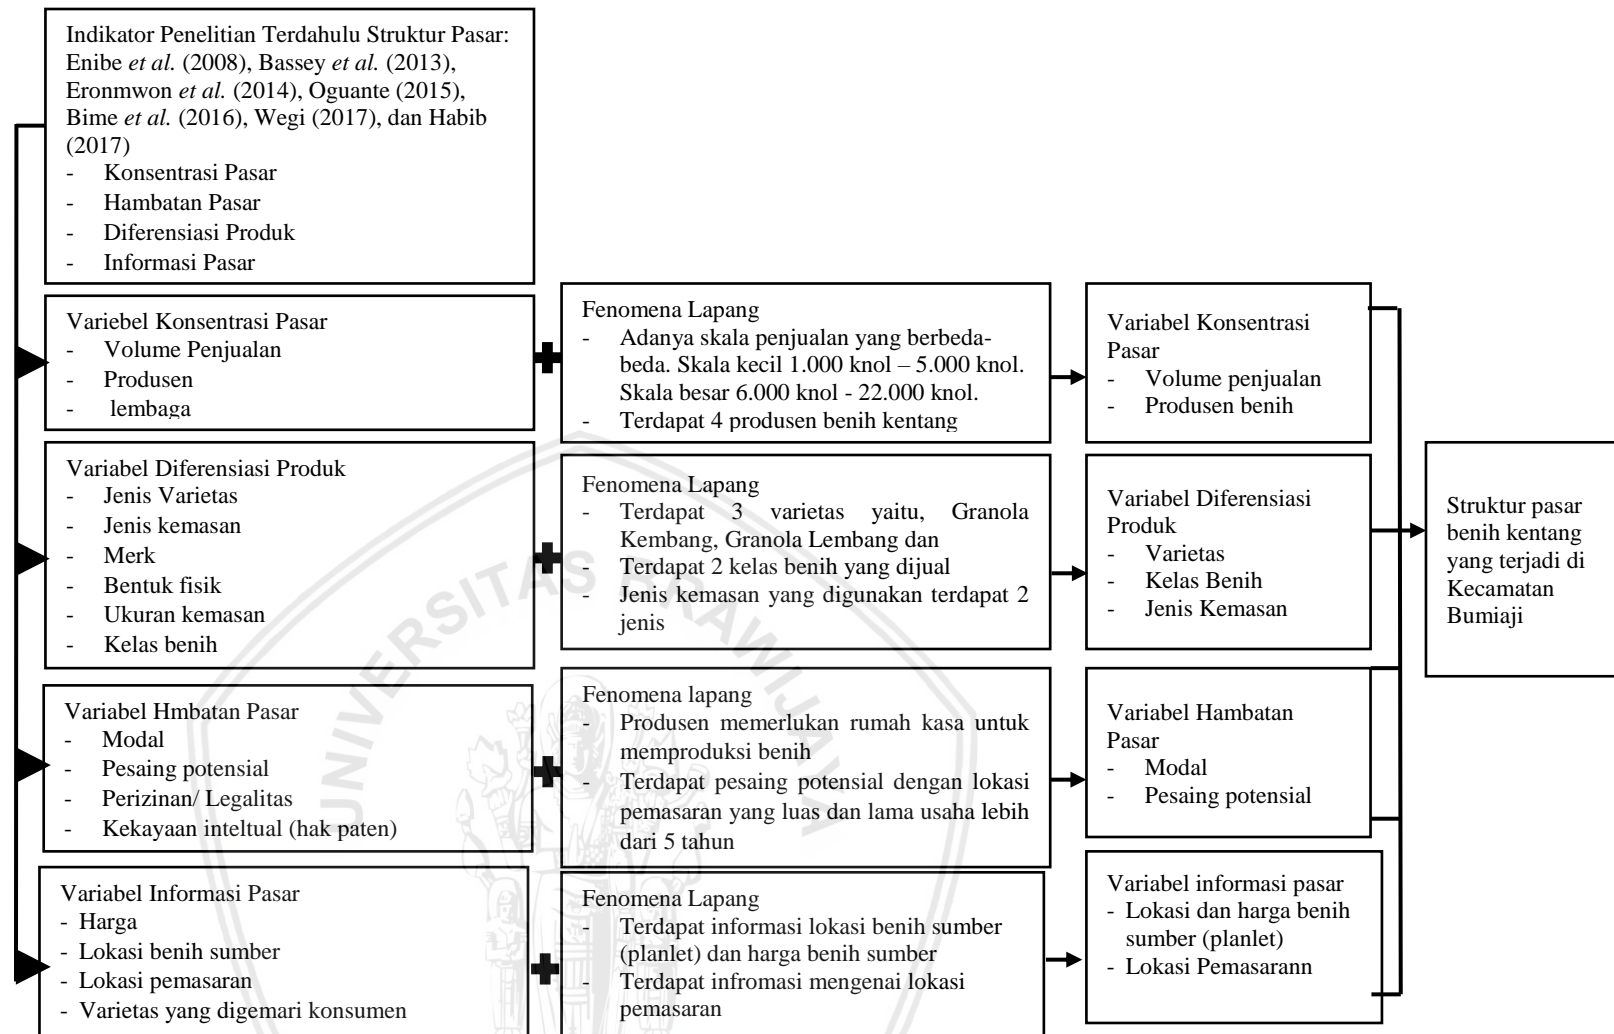 Indikator Penelitian Terdahulu Struktur Pasar:
Enibe et al. (2008), Bassey et al. (2013),
Eronmwon et al. (2014), Oguante (2015),
Bime et al. (2016), Wegi (2017), dan Habib
(2017)
- Konsentrasi Pasar
- Hambatan Pasar
- Diferensiasi Produk
- Informasi Pasar
Variebel Konsentrasi Pasar
- Volume Penjualan
- Produsen
- lembaga
Fenomena Lapang
- Adanya skala penjualan yang berbeda-
beda. Skala kecil 1.000 knol – 5.000 knol.
Skala besar 6.000 knol - 22.000 knol.
- Terdapat 4 produsen benih kentang
Variabel Konsentrasi
Pasar
- Volume penjualan
- Produsen benih
Variabel Diferensiasi Produk
- Jenis Varietas
- Jenis kemasan
- Merk
- Bentuk fisik
- Ukuran kemasan
- Kelas benih
Fenomena Lapang
- Terdapat 3 varietas yaitu, Granola
Kembang, Granola Lembang dan
- Terdapat 2 kelas benih yang dijual
- Jenis kemasan yang digunakan terdapat 2
jenis
Variabel Diferensiasi
Produk
- Varietas
- Kelas Benih
- Jenis Kemasan
Struktur pasar
benih kentang
yang terjadi di
Kecamatan
Bumiaji
Variabel Hmbatan Pasar
- Modal
- Pesaing potensial
- Perizinan/ Legalitas
- Kekayaan inteltual (hak paten)
Fenomena lapang
- Produsen memerlukan rumah kasa untuk
memproduksi benih
- Terdapat pesaing potensial dengan lokasi
pemasaran yang luas dan lama usaha lebih
dari 5 tahun
Variabel Hambatan
Pasar
- Modal
- Pesaing potensial
Variabel Informasi Pasar
- Harga
- Lokasi benih sumber
- Lokasi pemasaran
- Varietas yang digemari konsumen
Fenomena Lapang
- Terdapat informasi lokasi benih sumber
(planlet) dan harga benih sumber
- Terdapat infromasi mengenai lokasi
pemasaran
Variabel informasi pasar
- Lokasi dan harga benih
sumber (planlet)
- Lokasi Pemasarann
UNIVERSITAS BRAWIJAYA